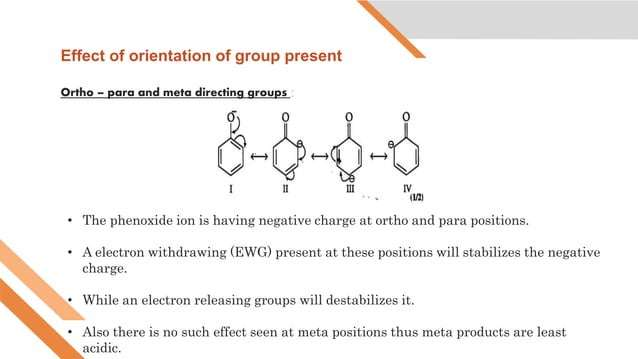 Effect of orientation of group present
Ortho – para and meta directing groups :
O⁻ O O O
⊖ ⊖ ⊖
I II III IV
(1/2)
• The phenoxide ion is having negative charge at ortho and para positions.
• A electron withdrawing (EWG) present at these positions will stabilizes the negative
charge.
• While an electron releasing groups will destabilizes it.
• Also there is no such effect seen at meta positions thus meta products are least
acidic.